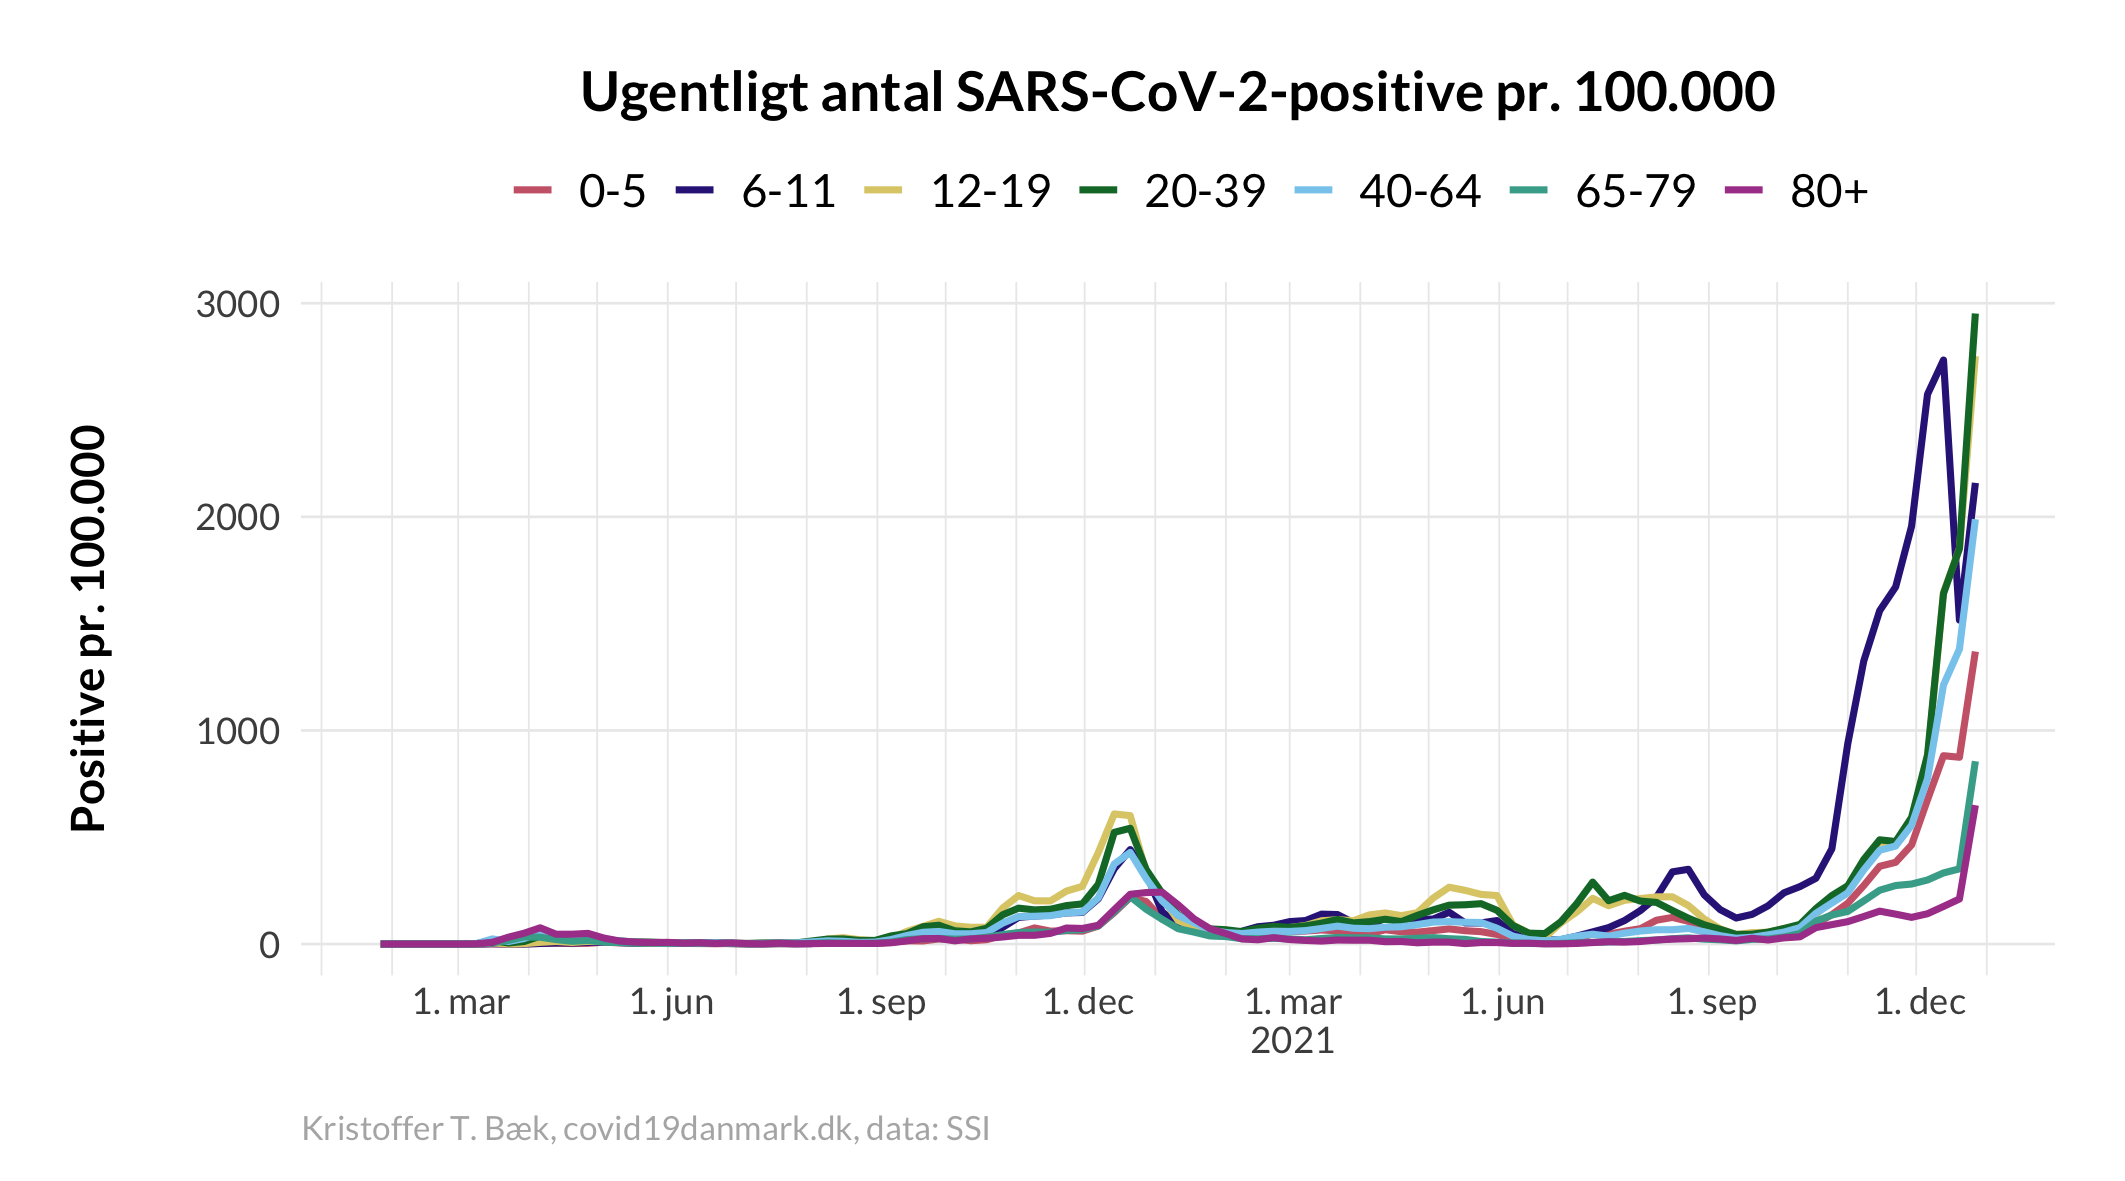 Ugentligt antal SARS-CoV-2-positive pr. 100.000
0-5 6-11 12-19 20-39 40-64 65-79 80+
Positive pr. 100.000
3000
2000
1000
0
1. mar 1. jun 1. sep 1. dec 1. mar 1. jun 1. sep 1. dec
2021
Kristoffer T. Bæk, covid19danmark.dk, data: SSI